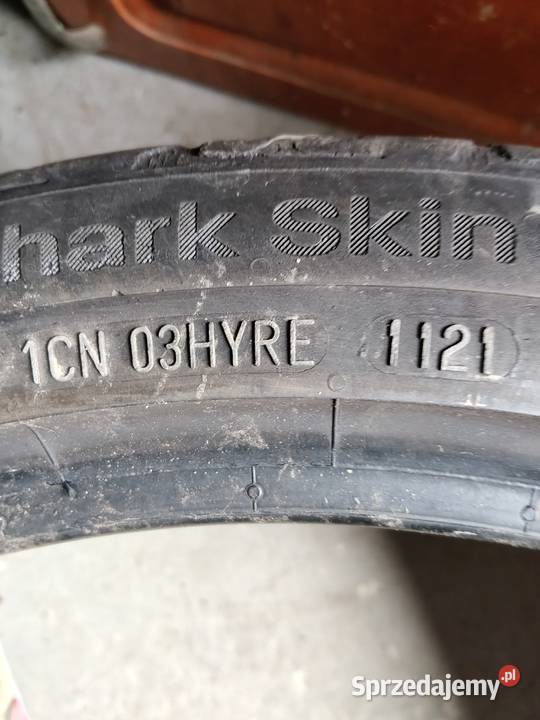 hark Skin
1CN 03HYRE 1121
Sprzedajemy.pl